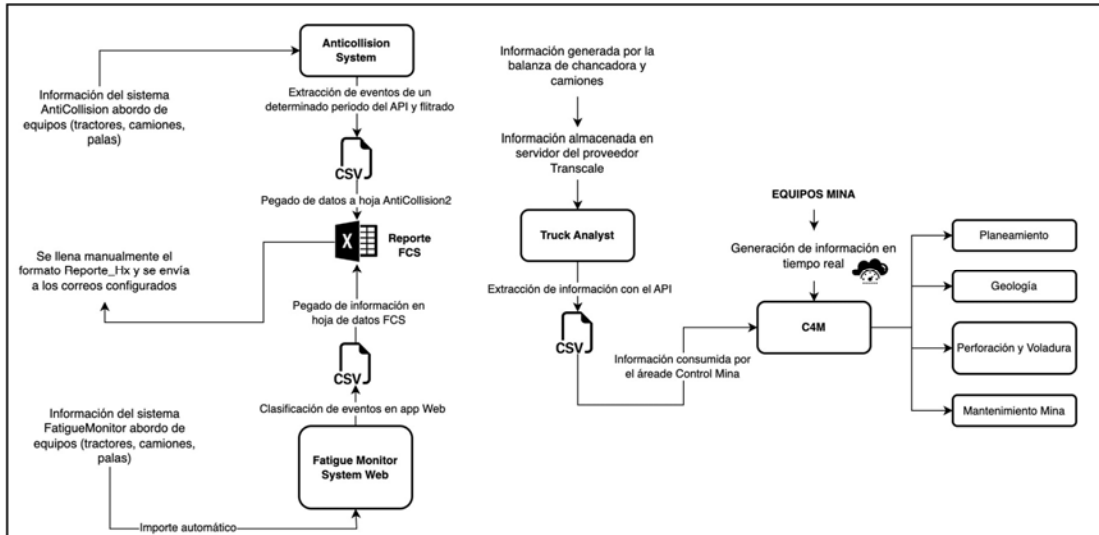 Anticollision
System
Información del sistema
AntiCollision abordo de
equipos (tractores, camiones,
palas)
Extracción de eventos de un
determinado periodo del API y flitrado
CSV
Pegado de datos a hoja AntiCollision2
X
Reporte
FCS
Se llena manualmente el
formato Reporte_Hx y se envía
a los correos configurados
Pegado de información en
hoja de datos FCS
CSV
Clasificación de eventos en app Web
Información del sistema
FatigueMonitor abordo de
equipos (tractores, camiones,
palas)
Fatigue Monitor
System Web
Importe automático
Información generada por la
balanza de chancadora y
camiones
Información almacenada en
servidor del proveedor
Transcale
Truck Analyst
Extracción de información con el API
CSV
Información consumida por
el áreade Control Mina
EQUIPOS MINA
Generación de información en
tiempo real
C4M
Planeamiento
Geología
Perforación y Voladura
Mantenimiento Mina